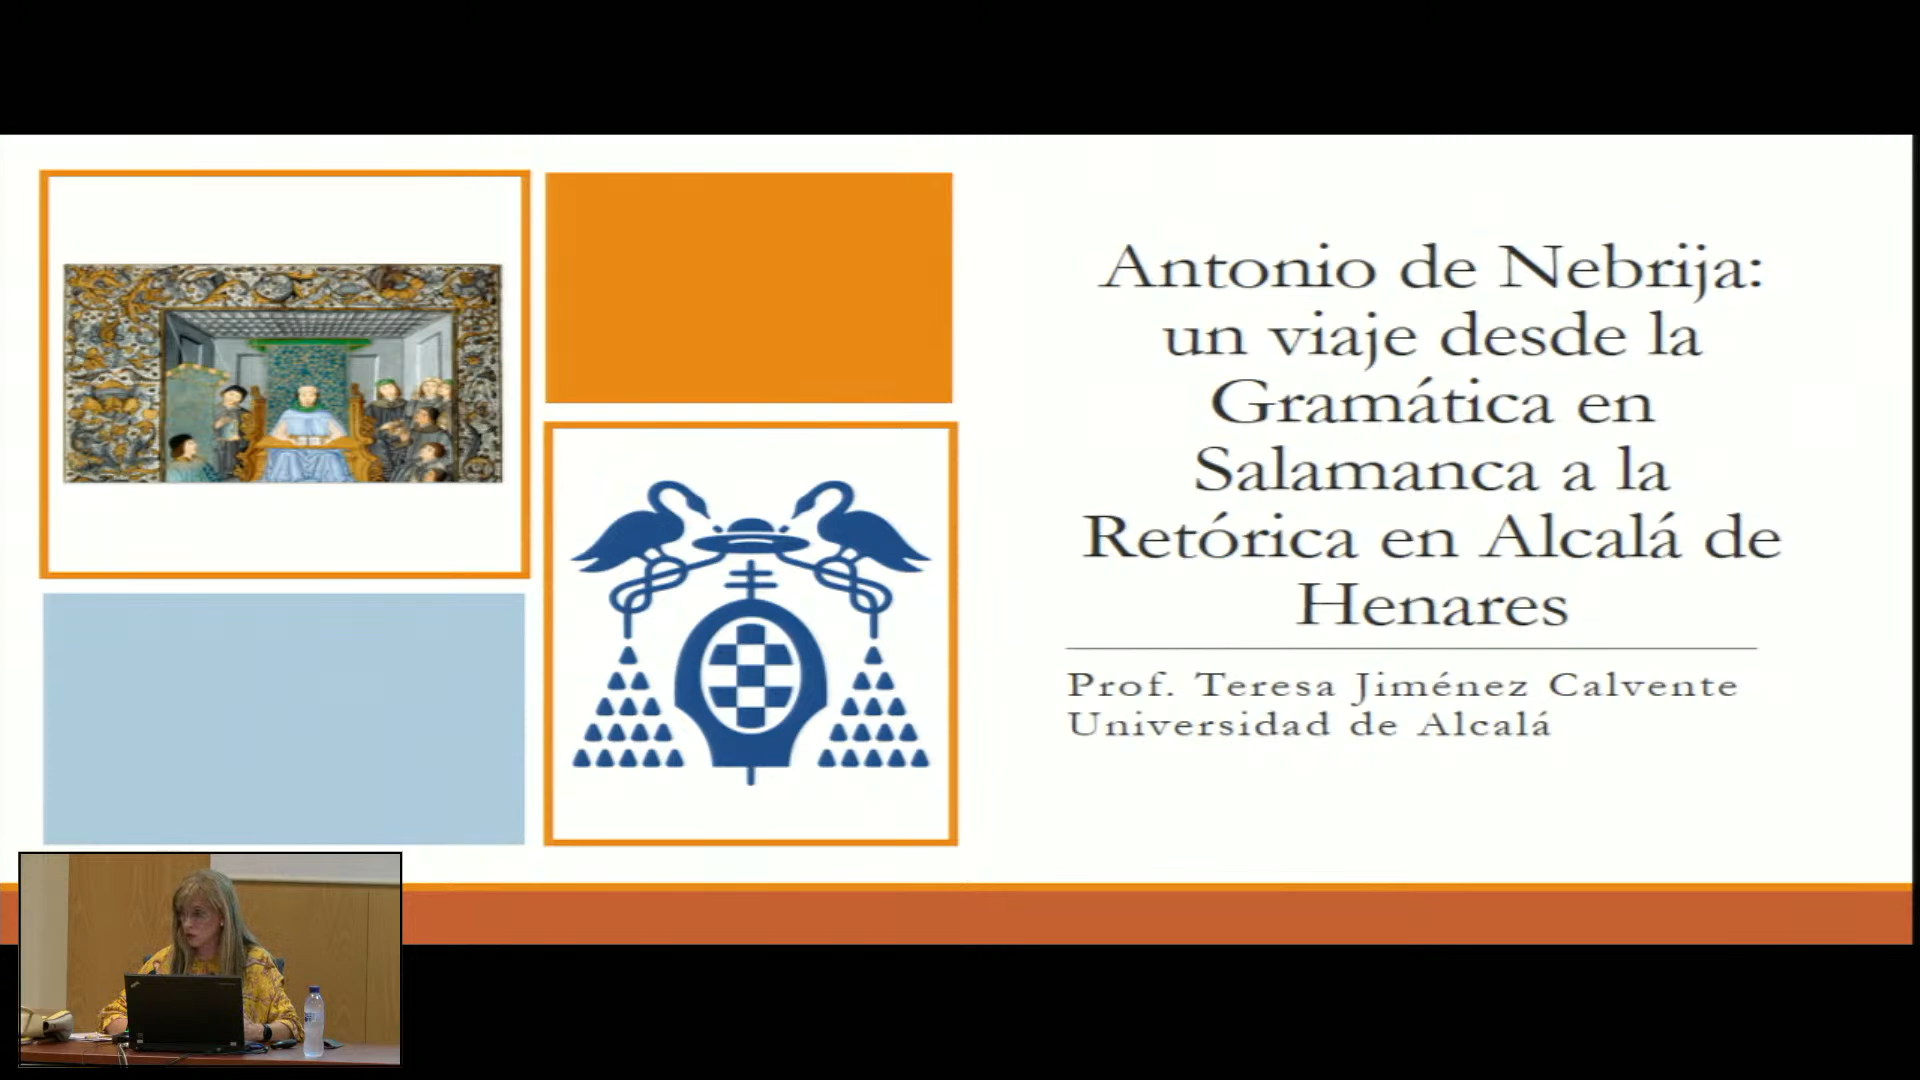 Antonio de Nebrija:
un viaje desde la
Gramática en
Salamanca a la
Retórica en Alcalá de
Henares
Prof. Teresa Jiménez Calvente
Universidad de Alcalá